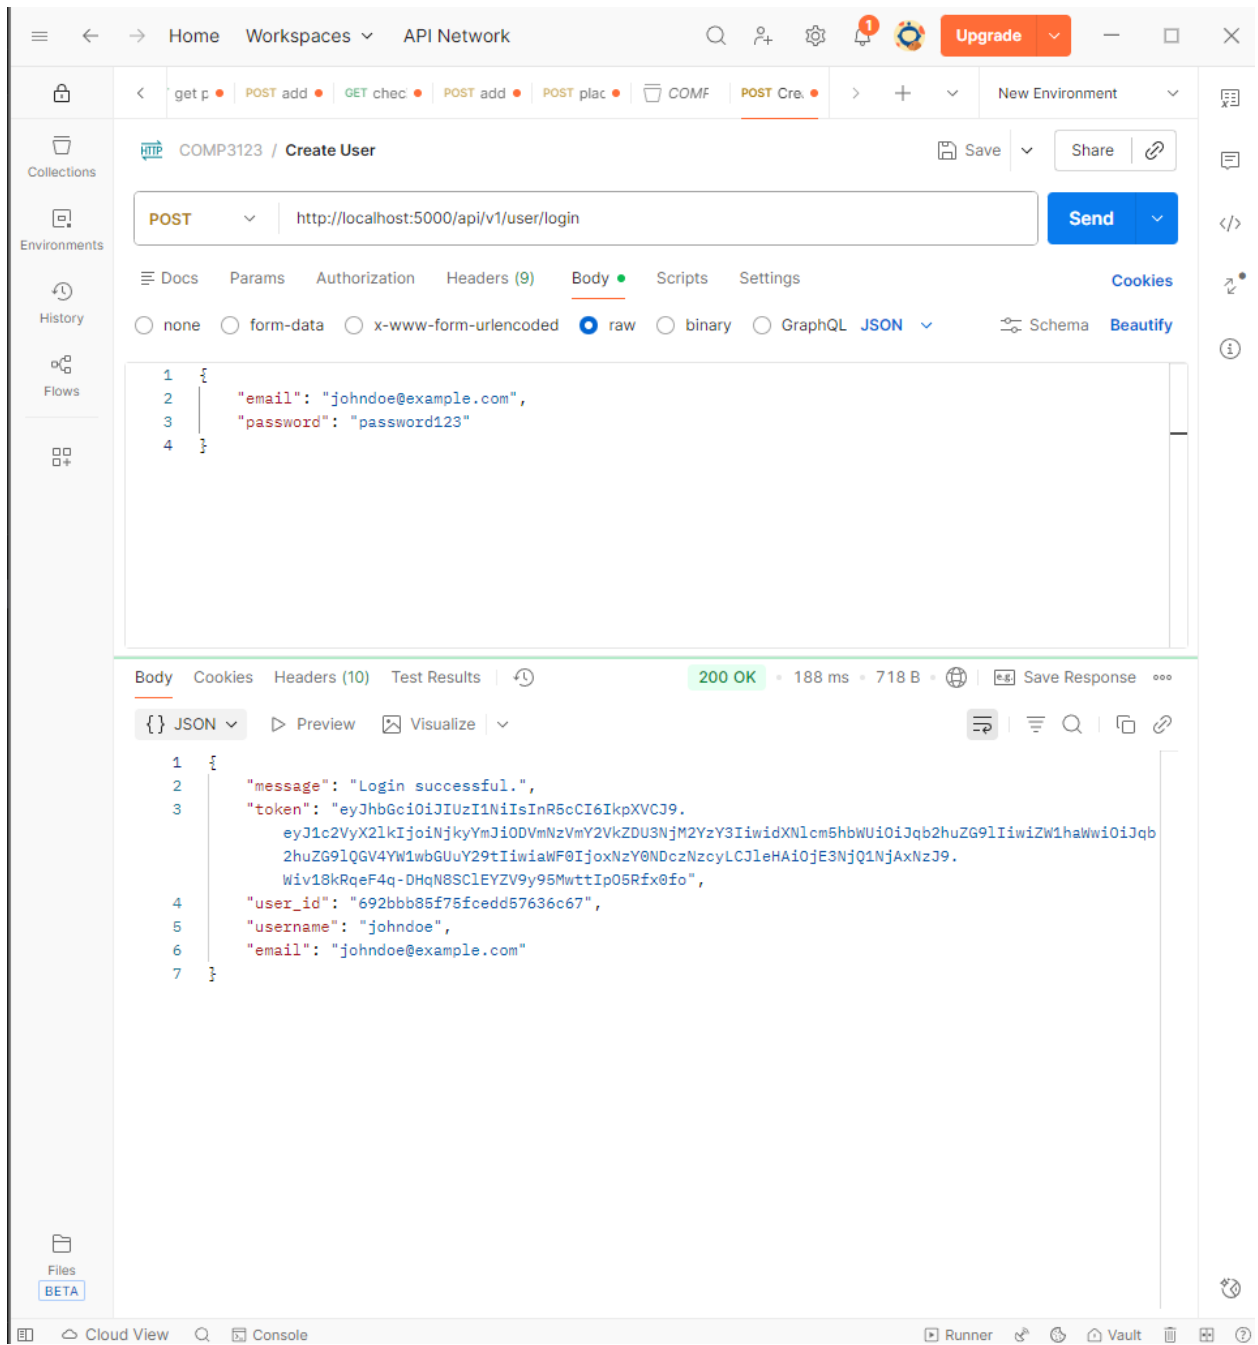 Home Workspaces API Network Upgrade
1
get p POST add GET chec POST add POST plac COMP POST Cre. New Environment
HTTP COMP3123 / Create User Save Share
Collections
POST http://localhost:5000/api/v1/user/login Send
Environments
Docs Params Authorization Headers (9) Body Scripts Settings Cookies
History
none form-data x-www-form-urlencoded raw binary GraphQL JSON Schema Beautify
Flows
1 {
2 "email": "johndoe@example.com",
3 "password": "password123"
4 }
Body Cookies Headers (10) Test Results 200 OK 188 ms 718 B e.g. Save Response
{} JSON Preview Visualize
1 {
2 "message": "Login successful.",
3 "token": "eyJhbGciOiJIUzI1NiIsInR5cCI6IkpXVCJ9.
eyJ1c2VyX2lkIjoiNjkyYmJiODVmNzVmY2VkZDU3NjM2YzY3IiwidXNlcm5hbWUiOiJqb2huZG9lIiwiZW1haWwiOiJqb
2huZG9lQGV4YW1wbGUuY29tIiwiaWF0IjoxNzY0NDczNzcyLCJleHAiOjE3NjQ1NjAxNzJ9.
Wiv18kRqeF4q-DHqN8SClEYZV9y95MwttIpO5Rfx0fo",
4 "user_id": "692bbb85f75fcedd57636c67",
5 "username": "johndoe",
6 "email": "johndoe@example.com"
7 }
Files
BETA
Cloud View Console Runner Vault